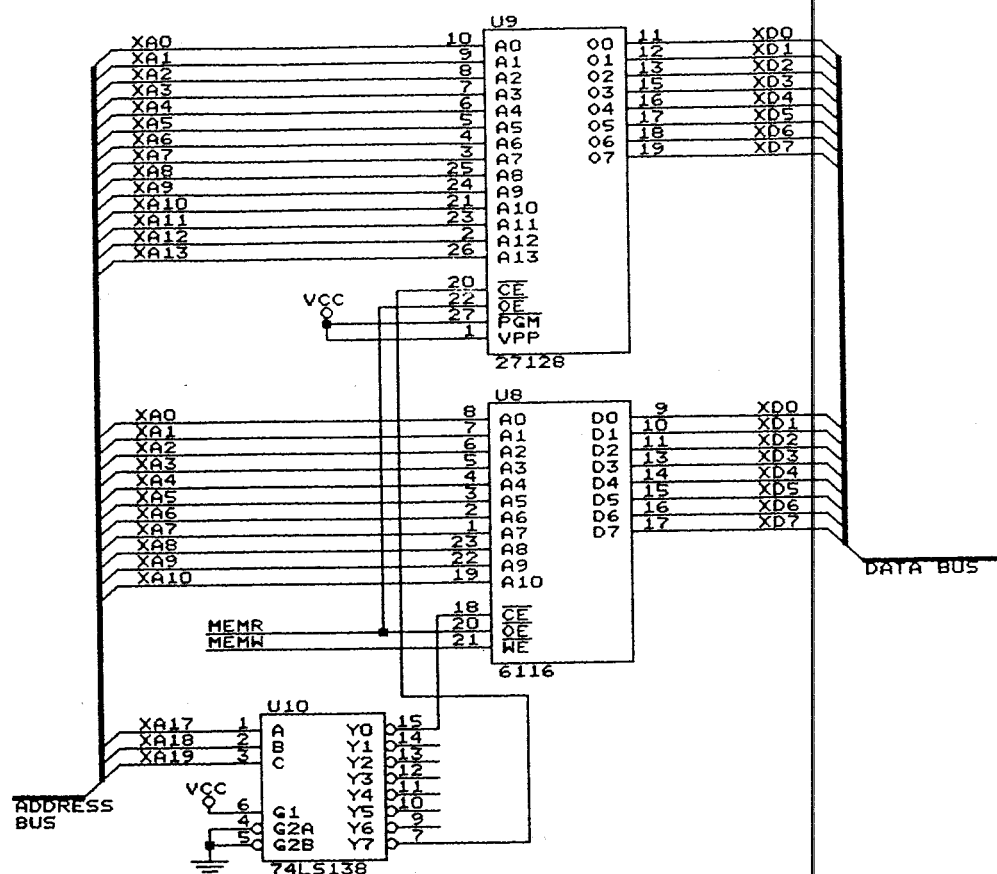 U9
XA0 10 A0 O0 11 XD0
XA1 9 A1 O1 12 XD1
XA2 8 A2 O2 13 XD2
XA3 7 A3 O3 15 XD3
XA4 6 A4 O4 16 XD4
XA5 5 A5 O5 17 XD5
XA6 4 A6 O6 18 XD6
XA7 3 A7 O7 19 XD7
XA8 25 A8
XA9 24 A9
XA10 21 A10
XA11 23 A11
XA12 2 A12
XA13 26 A13
20 CE
VCC 22 OE
27 PGM
1 VPP
27128
U8
XA0 8 A0 D0 9 XD0
XA1 7 A1 D1 10 XD1
XA2 6 A2 D2 11 XD2
XA3 5 A3 D3 13 XD3
XA4 4 A4 D4 14 XD4
XA5 3 A5 D5 15 XD5
XA6 2 A6 D6 16 XD6
XA7 1 A7 D7 17 XD7
XA8 23 A8
XA9 22 A9
XA10 19 A10
DATA BUS
18 CE
MEMR 20 OE
MEMW 21 WE
6116
U10
XA17 1 A Y0 15
XA18 2 B Y1 14
XA19 3 C Y2 13
Y3 12
VCC Y4 11
6 G1 Y5 10
4 G2A Y6 9
5 G2B Y7 7
74LS138
ADDRESS
BUS